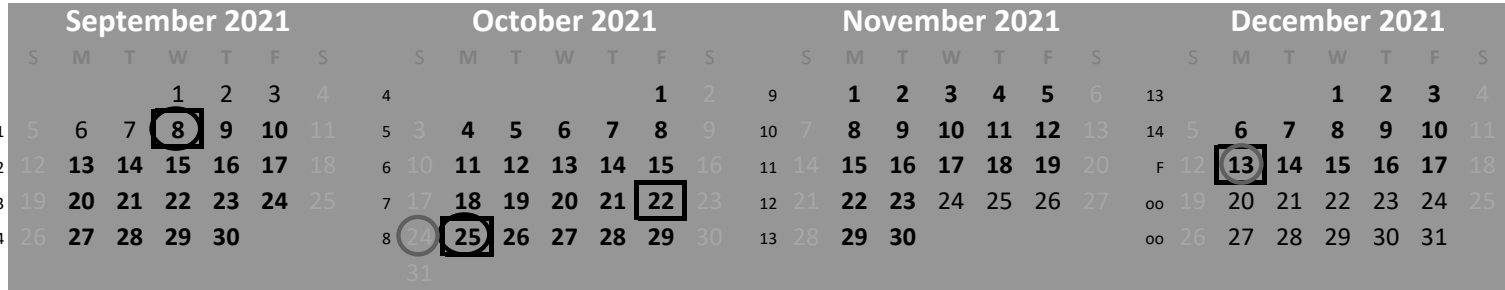 September 2021 October 2021 November 2021 December 2021
S M T W T F S S M T W T F S S M T W T F S S M T W T F S
1 2 3 4 4 1 2 9 1 2 3 4 5 6 13 1 2 3 4
1 5 6 7 8 9 10 11 5 3 4 5 6 7 8 9 10 7 8 9 10 11 12 13 14 5 6 7 8 9 10 11
2 12 13 14 15 16 17 18 6 10 11 12 13 14 15 16 11 14 15 16 17 18 19 20 F 12 13 14 15 16 17 18
3 19 20 21 22 23 24 25 7 17 18 19 20 21 22 23 12 21 22 23 24 25 26 27 oo 19 20 21 22 23 24 25
4 26 27 28 29 30 8 24 25 26 27 28 29 30 13 28 29 30 oo 26 27 28 29 30 31
31